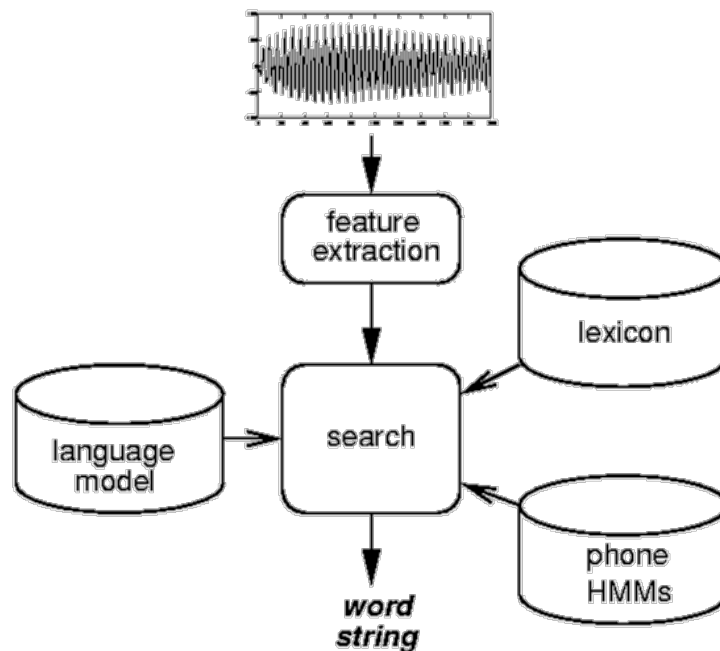 feature
extraction
lexicon
language
model
search
phone
HMMs
word
string